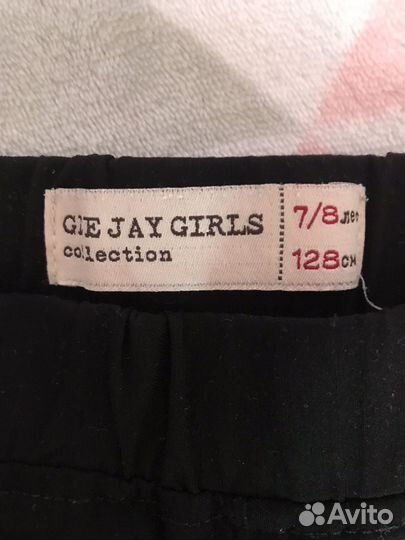 GEE JAY GIRLS
collection
7/8 лет
128 см
Avito